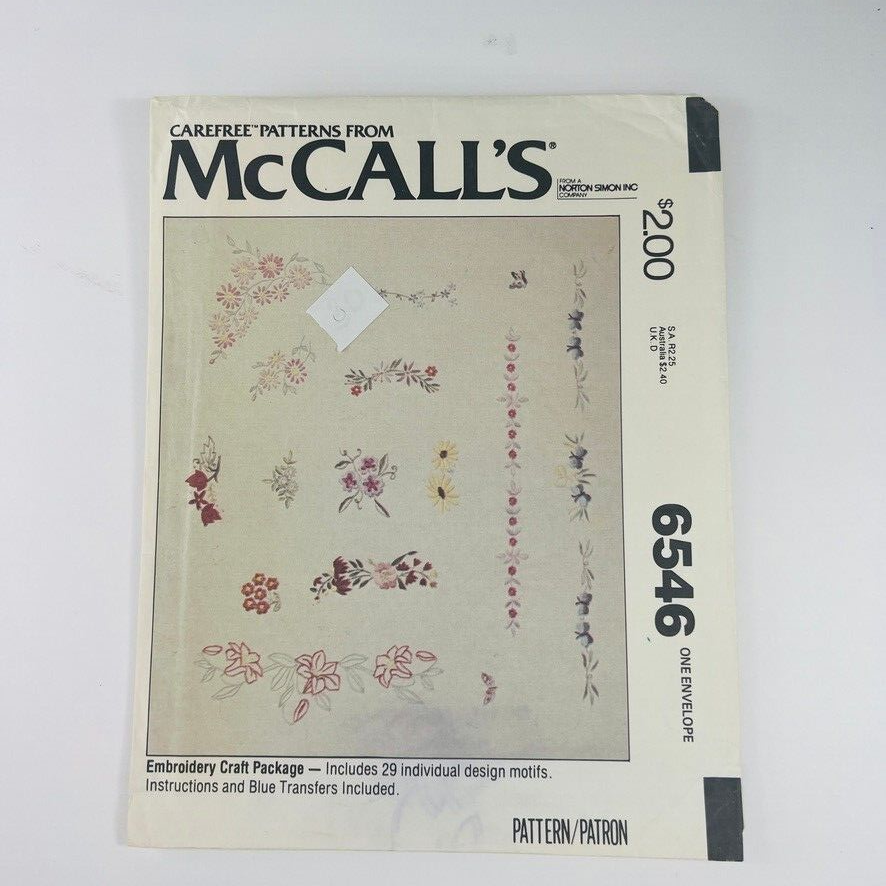 CAREFREE™ PATTERNS FROM
McCALL'S®
FROM A
NORTON SIMON INC
COMPANY
$2.00
S.A. R2.25
Australia $2.40
U.K. D
6546
ONE ENVELOPE
Embroidery Craft Package — Includes 29 individual design motifs.
Instructions and Blue Transfers Included.
PATTERN/PATRON